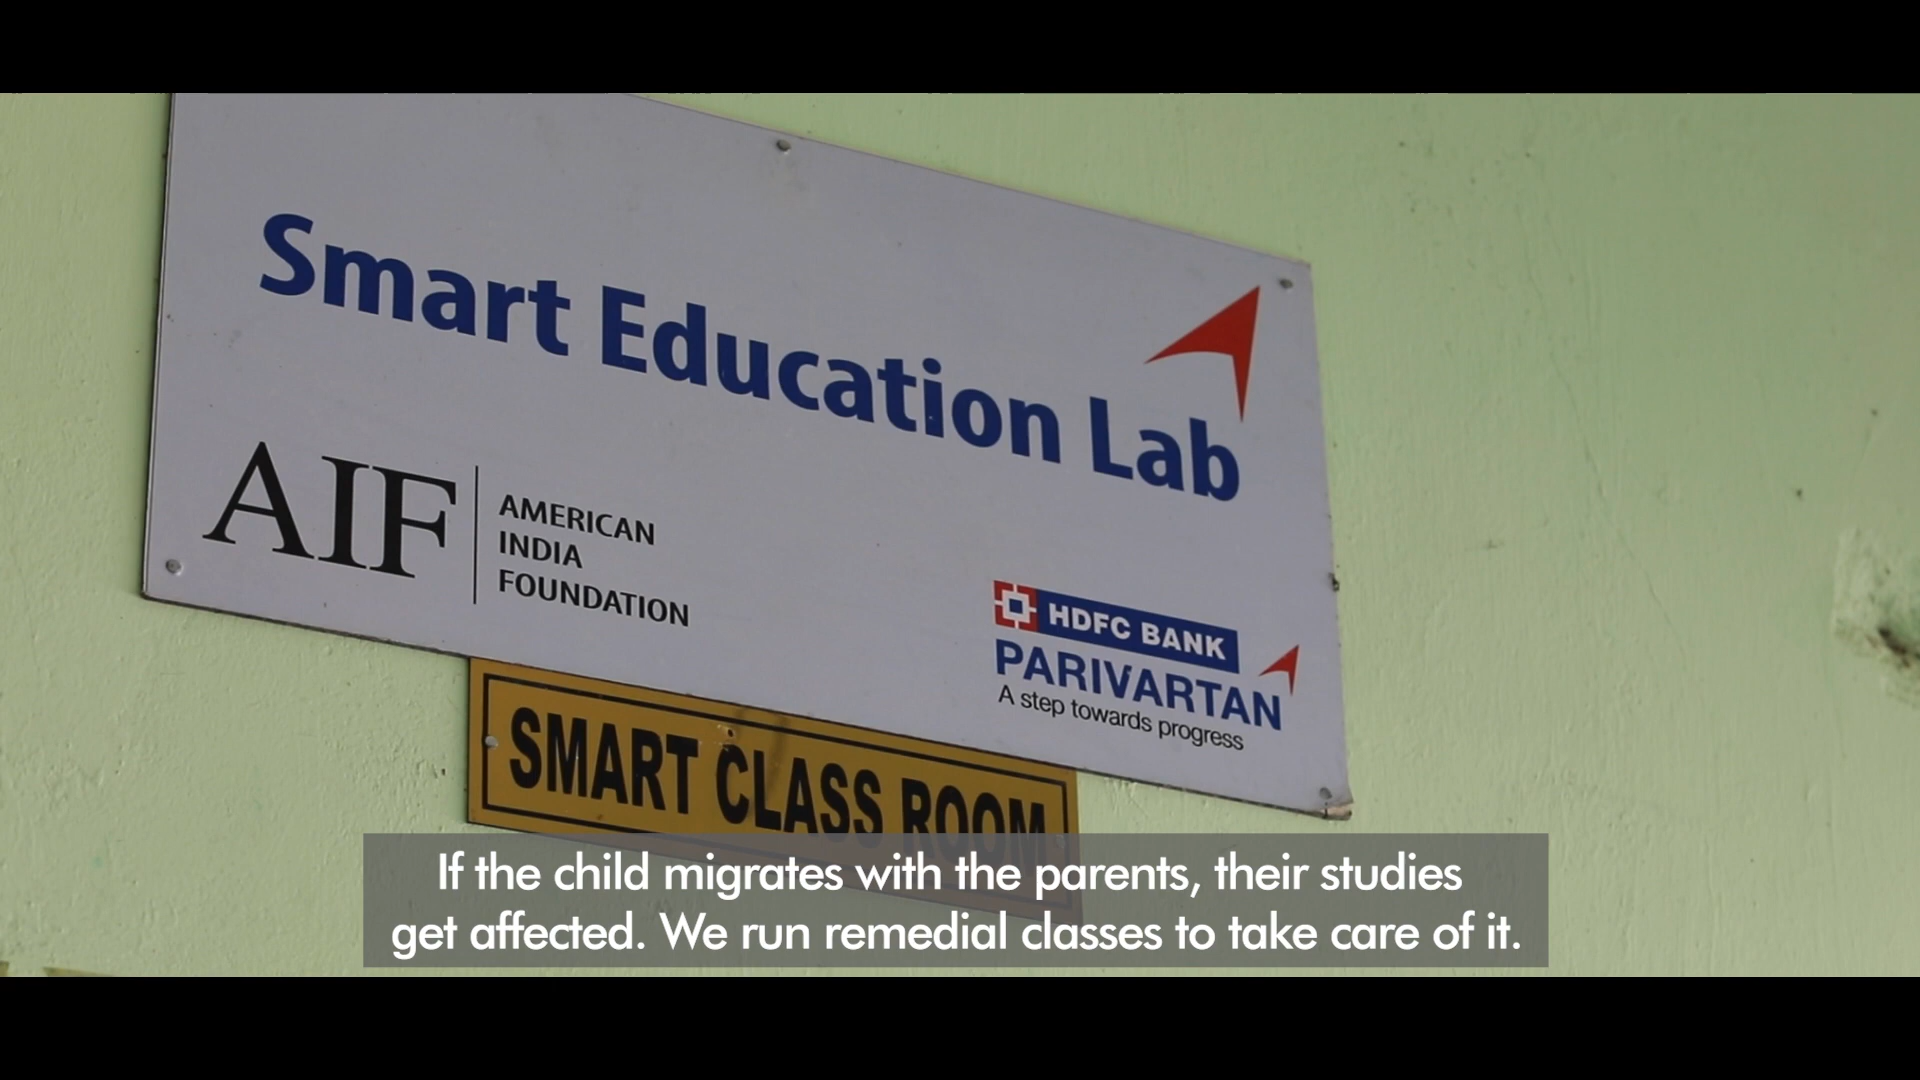 Smart Education Lab
AIF
AMERICAN
INDIA
FOUNDATION
HDFC BANK
PARIVARTAN
A step towards progress
SMART CLASS ROOM
If the child migrates with the parents, their studies
get affected. We run remedial classes to take care of it.